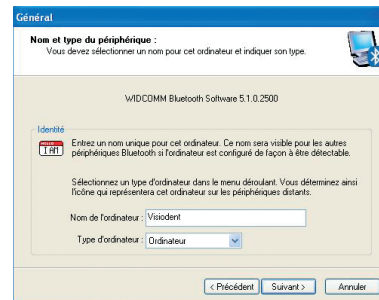 Général
Nom et type du périphérique :
Vous devez sélectionner un nom pour cet ordinateur et indiquer son type.
WIDCOMM Bluetooth Software 5.1.0.2500
Identité
HELLO
I AM
Entrez un nom unique pour cet ordinateur. Ce nom sera visible pour les autres
périphériques Bluetooth si l'ordinateur est configuré de façon à être détectable.
Sélectionnez un type d'ordinateur dans le menu déroulant. Vous déterminez ainsi
l'icône qui représentera cet ordinateur sur les périphériques distants.
Nom de l'ordinateur : Visiodent
Type d'ordinateur : Ordinateur
< Précédent Suivant > Annuler